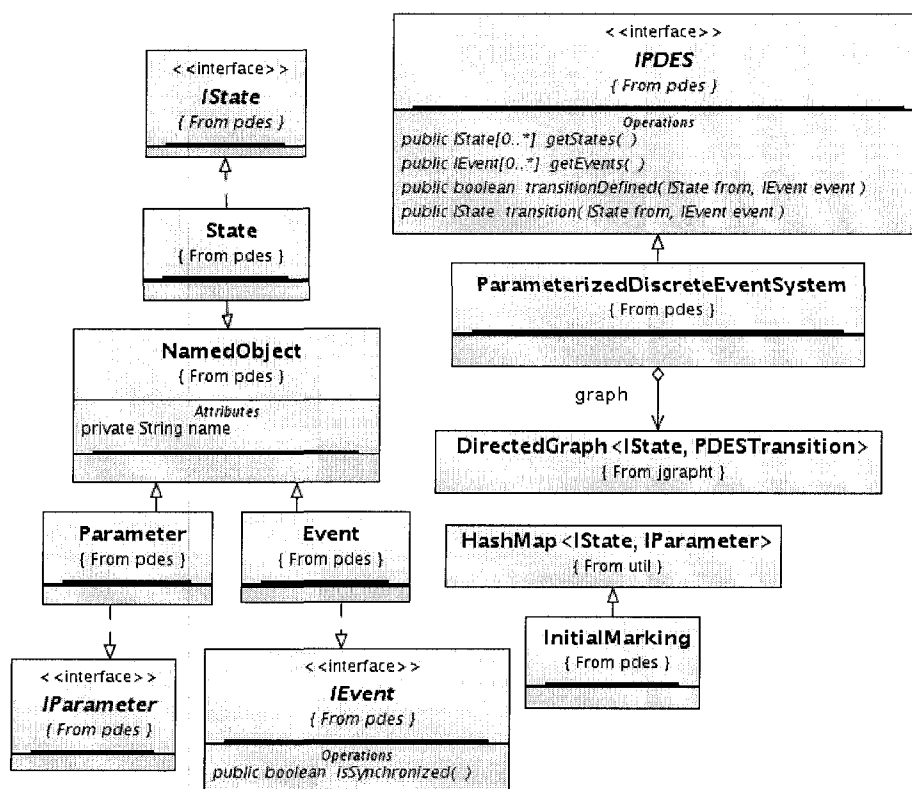 < <interface> >
IState
{ From pdes }
< <interface> >
IPDES
{ From pdes }
Operations
public IState[0..*] getStates( )
public IEvent[0..*] getEvents( )
public boolean transitionDefined( IState from, IEvent event )
public IState transition( IState from, IEvent event )
State
{ From pdes }
ParameterizedDiscreteEventSystem
{ From pdes }
NamedObject
{ From pdes }
Attributes
private String name
graph
DirectedGraph <IState, PDESTransition>
{ From jgrapht }
Parameter
{ From pdes }
Event
{ From pdes }
HashMap <IState, IParameter>
{ From util }
InitialMarking
{ From pdes }
< <interface> >
IParameter
{ From pdes }
< <interface> >
IEvent
{ From pdes }
Operations
public boolean isSynchronized( )